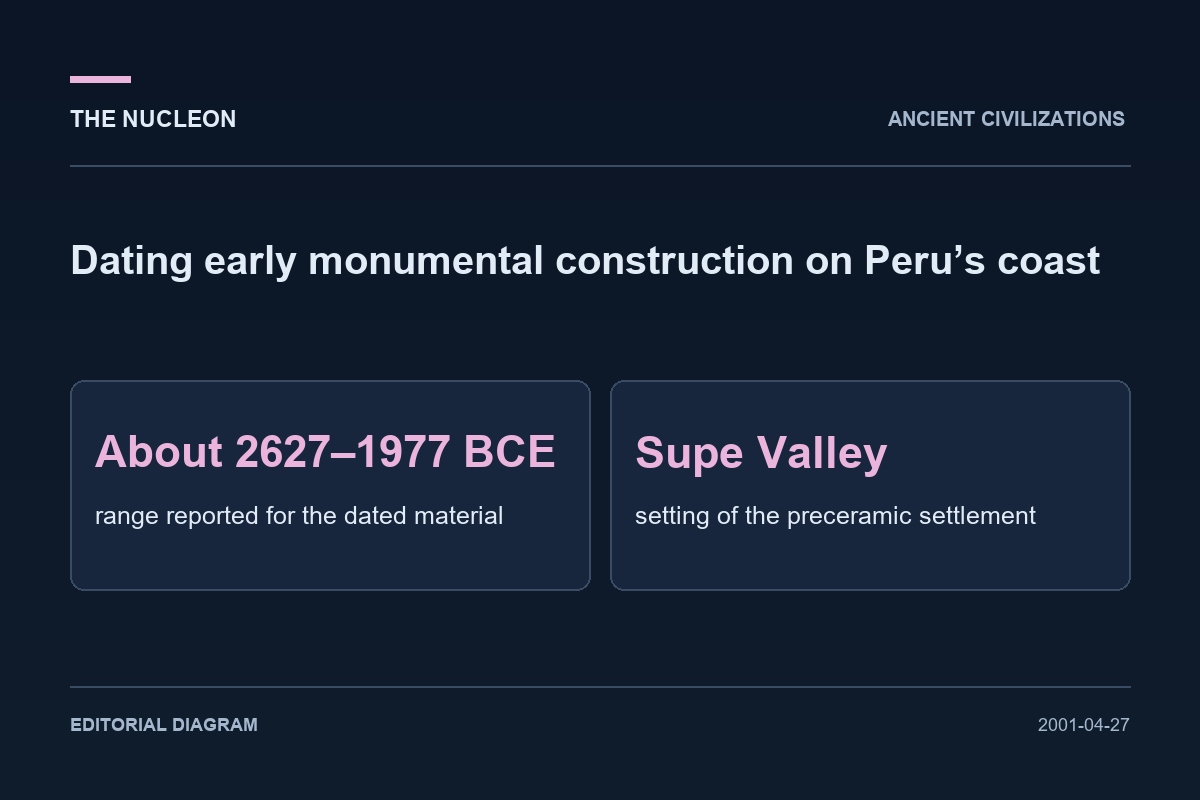 THE NUCLEON
ANCIENT CIVILIZATIONS
Dating early monumental construction on Peru’s coast
About 2627–1977 BCE
range reported for the dated material
Supe Valley
setting of the preceramic settlement
EDITORIAL DIAGRAM
2001-04-27